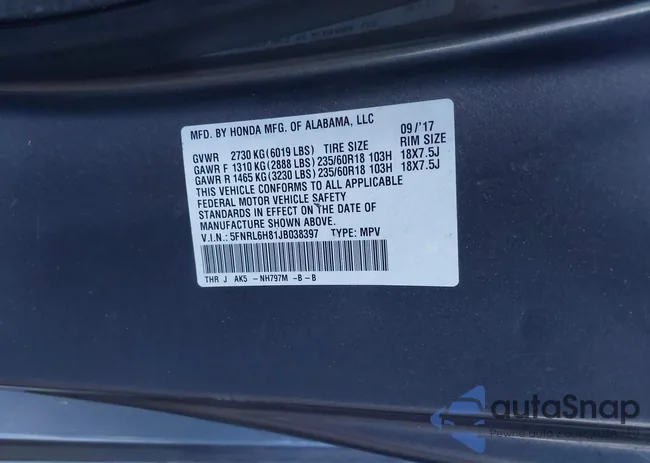 MFD. BY HONDA MFG. OF ALABAMA, LLC 09/'17
GVWR 2730 KG(6019 LBS) TIRE SIZE RIM SIZE
GAWR F 1310 KG(2888 LBS) 235/60R18 103H 18X7.5J
GAWR R 1465 KG(3230 LBS) 235/60R18 103H 18X7.5J
THIS VEHICLE CONFORMS TO ALL APPLICABLE
FEDERAL MOTOR VEHICLE SAFETY
STANDARDS IN EFFECT ON THE DATE OF
MANUFACTURE SHOWN ABOVE.
V.I.N.: 5FNRL6H81JB038397 TYPE: MPV
THR J AK5 -NH797M -B -B
autaSnap
Pewne auto z